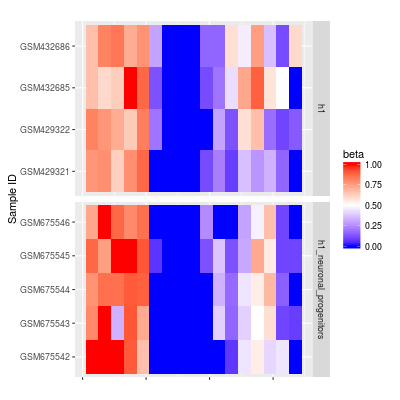 Sample ID
GSM432686
GSM432685
GSM429322
GSM429321
h1
GSM675546
GSM675545
GSM675544
GSM675543
GSM675542
h1_neuronal_progenitors
beta
1.00
0.75
0.50
0.25
0.00